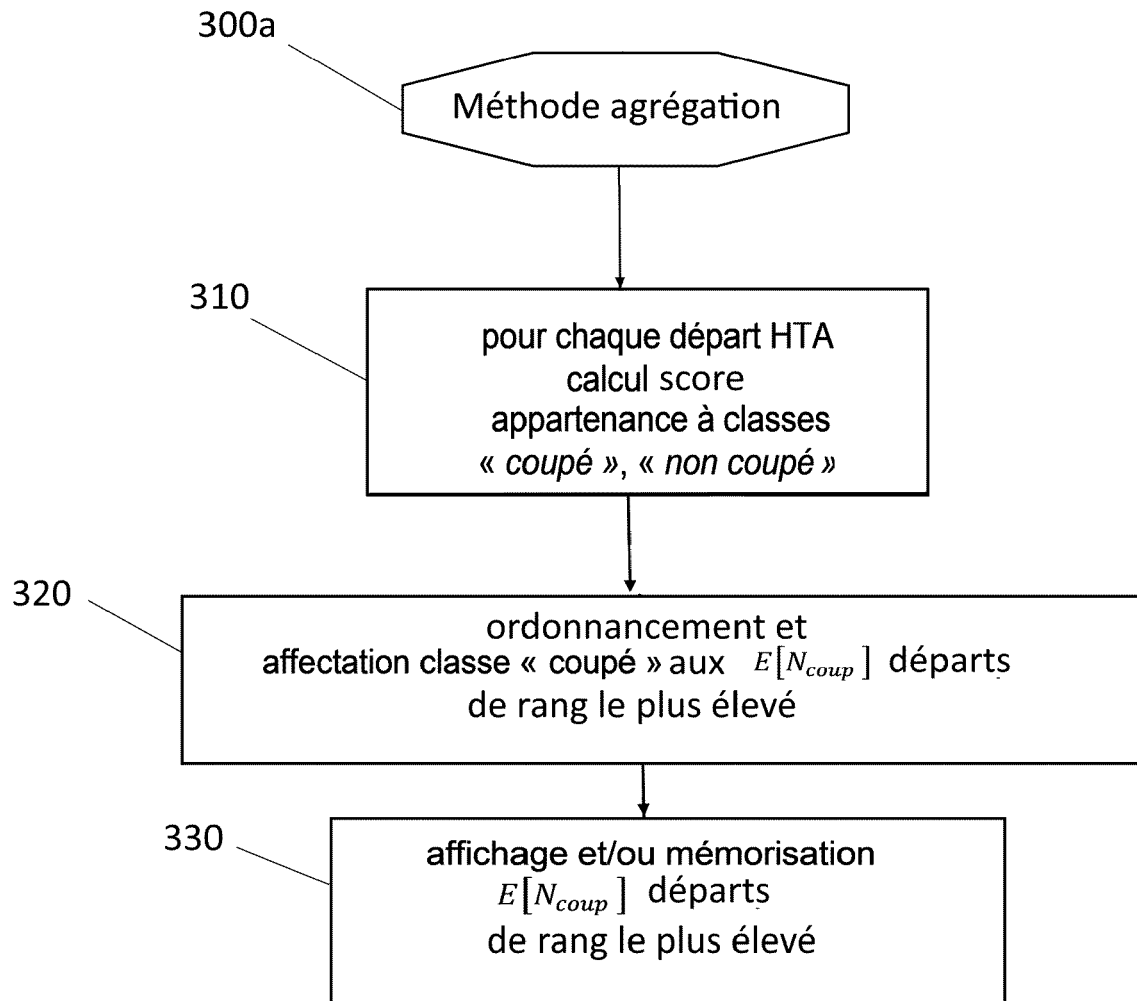 300a
Méthode agrégation
310
pour chaque départ HTA
calcul score
appartenance à classes
« coupé », « non coupé »
320
ordonnancement et
affectation classe « coupé » aux E[N_coup] départs
de rang le plus élevé
330
affichage et/ou mémorisation
E[N_coup] départs
de rang le plus élevé